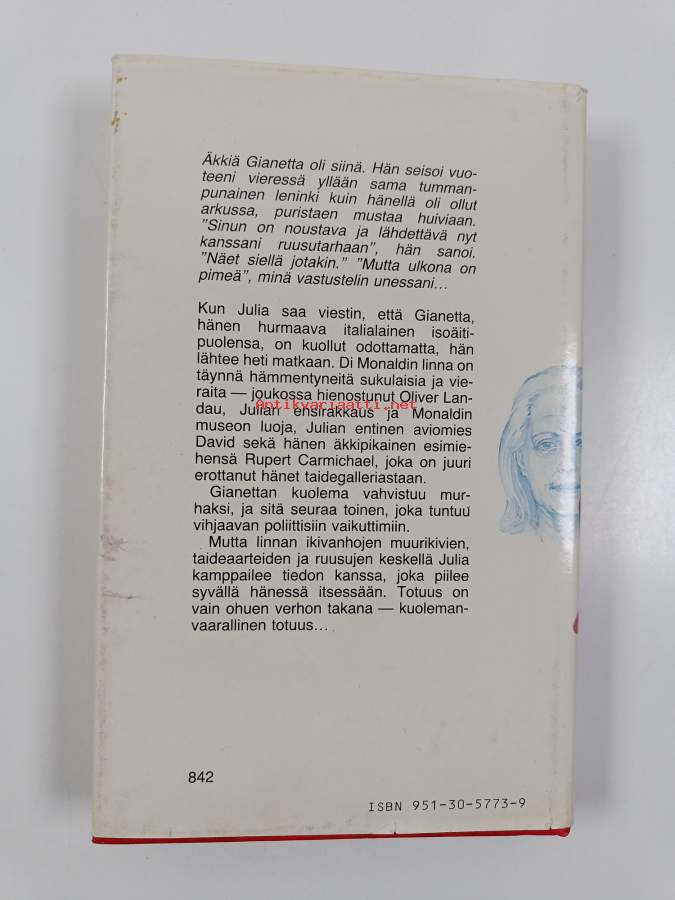 Äkkiä Gianetta oli siinä. Hän seisoi vuo-
teeni vieressä yllään sama tumman-
punainen leninki kuin hänellä oli ollut
arkussa, puristaen mustaa huiviaan.
"Sinun on noustava ja lähdettävä nyt
kanssani ruusutarhaan", hän sanoi.
"Näet siellä jotakin." "Mutta ulkona on
pimeä", minä vastustelin unessani...
Kun Julia saa viestin, että Gianetta,
hänen hurmaava italialainen isoäiti-
puolensa, on kuollut odottamatta, hän
lähtee heti matkaan. Di Monaldin linna on
täynnä hämmentyneitä sukulaisia ja vie-
raita — joukossa hienostunut Oliver Lan-
Antikvariaatti.net
dau, Julian ensirakkaus ja Monaldin
museon luoja, Julian entinen aviomies
David sekä hänen äkkipikainen esimie-
hensä Rupert Carmichael, joka on juuri
erottanut hänet taidegalleriastaan.
Gianettan kuolema vahvistuu mur-
haksi, ja sitä seuraa toinen, joka tuntuu
vihjaavan poliittisiin vaikuttimiin.
Mutta linnan ikivanhojen muurikivien,
taideaarteiden ja ruusujen keskellä Julia
kamppailee tiedon kanssa, joka piilee
syvällä hänessä itsessään. Totuus on
vain ohuen verhon takana — kuoleman-
vaarallinen totuus...
842
ISBN 951-30-5773-9